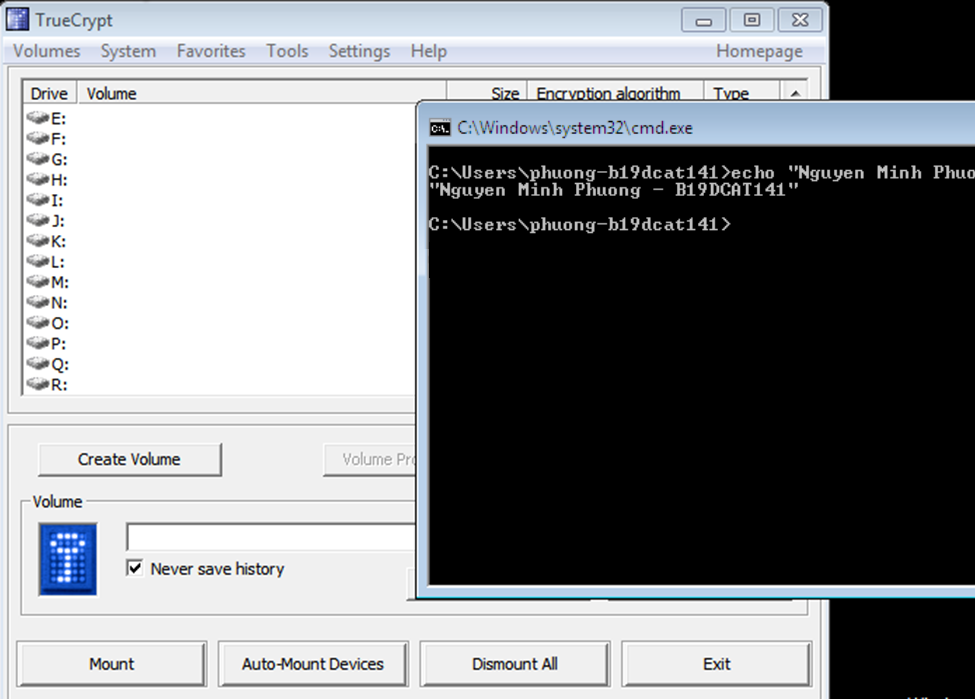 TrueCrypt
Volumes System Favorites Tools Settings Help Homepage
Drive Volume Size Encryption algorithm Type
E:
F:
G:
H:
I:
J:
K:
L:
M:
N:
O:
P:
Q:
R:
C:\Windows\system32\cmd.exe
C:\Users\phuong-b19dcat141>echo "Nguyen Minh Phuo
"Nguyen Minh Phuong - B19DCAT141"
C:\Users\phuong-b19dcat141>
Create Volume Volume Pro
Volume
Never save history
Mount Auto-Mount Devices Dismount All Exit